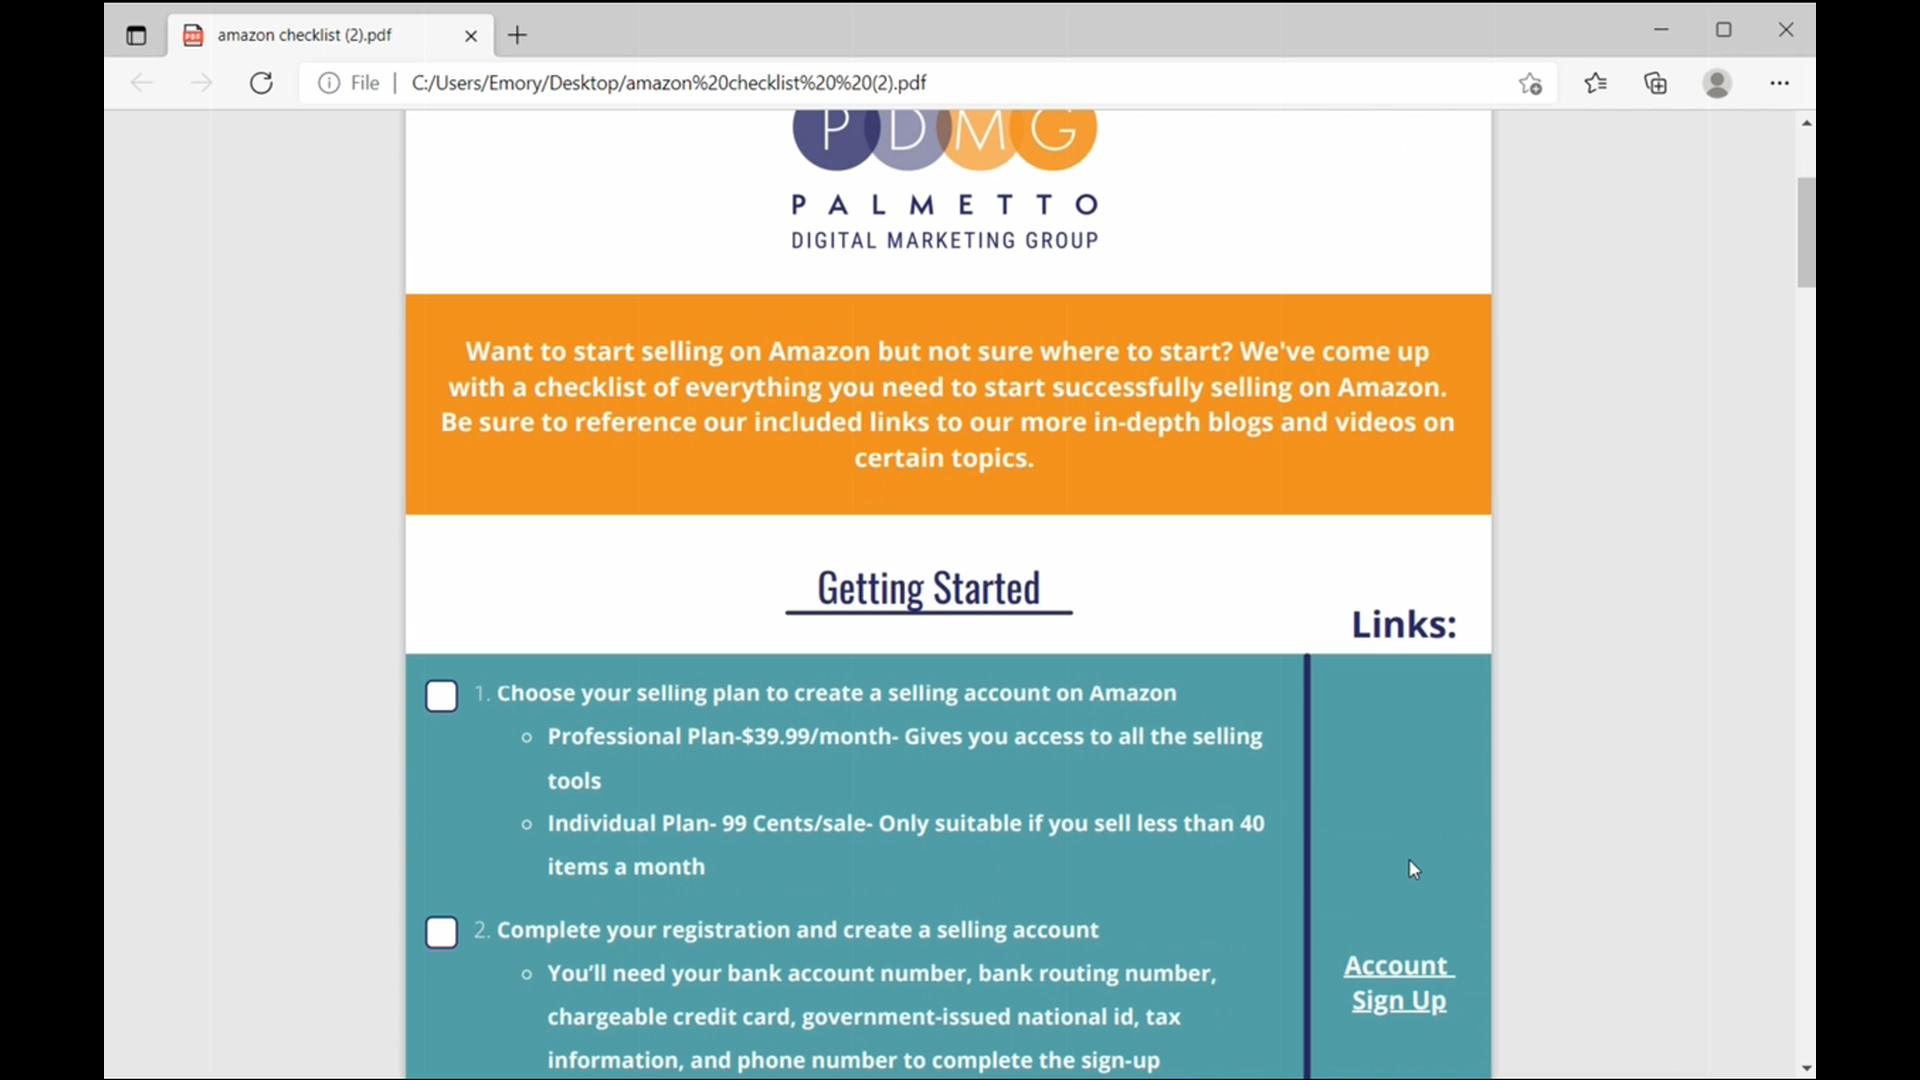 amazon checklist (2).pdf
File
C:/Users/Emory/Desktop/amazon%20checklist%20%20(2).pdf
PDMG
PALMETTO
DIGITAL MARKETING GROUP
Want to start selling on Amazon but not sure where to start? We've come up
with a checklist of everything you need to start successfully selling on Amazon.
Be sure to reference our included links to our more in-depth blogs and videos on
certain topics.
Getting Started
Links:
1. Choose your selling plan to create a selling account on Amazon
Professional Plan-$39.99/month- Gives you access to all the selling
tools
Individual Plan- 99 Cents/sale- Only suitable if you sell less than 40
items a month
2. Complete your registration and create a selling account
You'll need your bank account number, bank routing number,
chargeable credit card, government-issued national id, tax
information, and phone number to complete the sign-up
Account
Sign Up